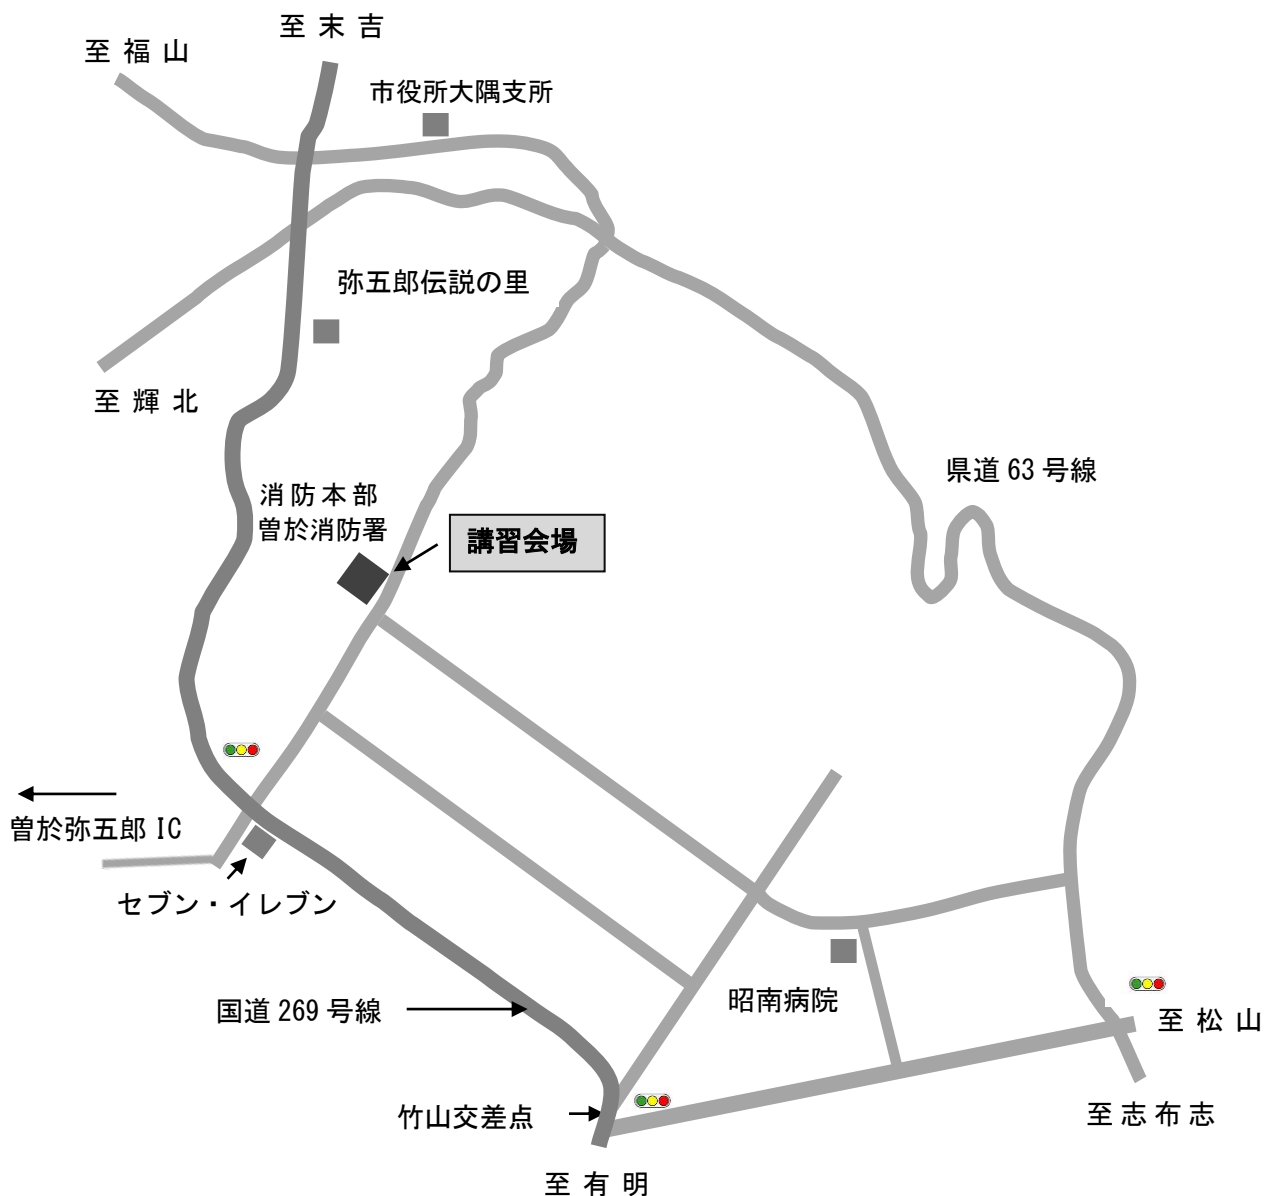 至 末 吉
至 福 山
市役所大隅支所
弥五郎伝説の里
至 輝 北
県道 63 号線
消防本部
曽於消防署
講習会場
曽於弥五郎 IC
セブン・イレブン
国道 269 号線
昭南病院
至 松 山
竹山交差点
至 志 布 志
至 有 明